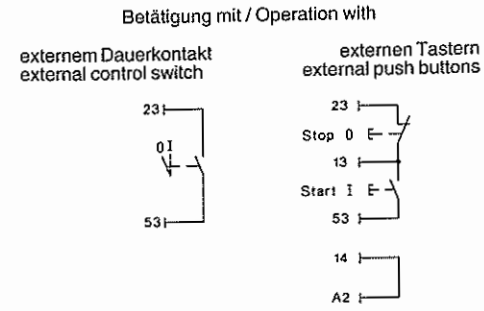 Betätigung mit / Operation with
externem Dauerkontakt
external control switch
23
0 I
53
externen Tastern
external push buttons
23
Stop 0
13
Start I
53
14
A2